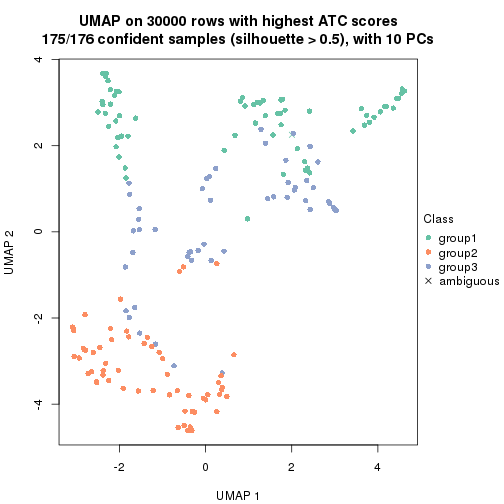 UMAP on 30000 rows with highest ATC scores
175/176 confident samples (silhouette > 0.5), with 10 PCs
4
2
0
-2
-4
UMAP 2
-2
0
2
4
UMAP 1
Class
group1
group2
group3
ambiguous